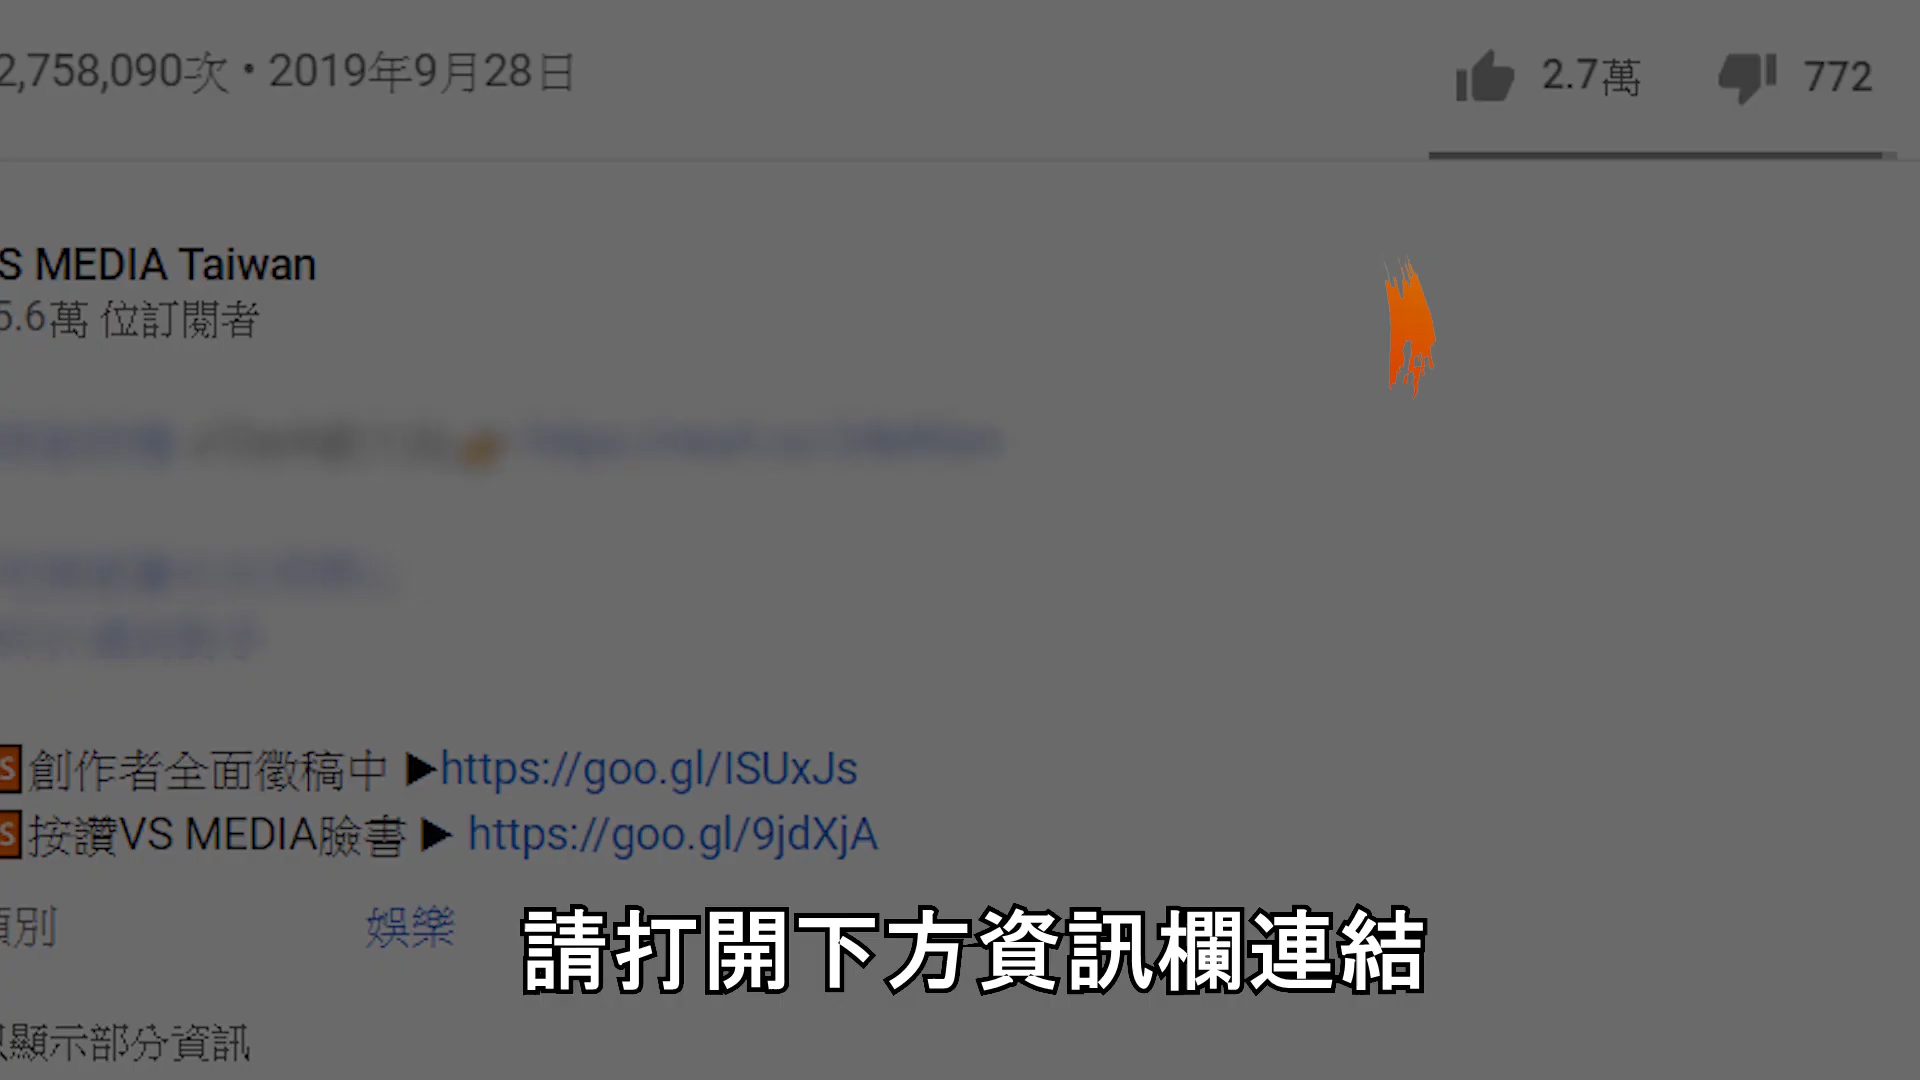 2,758,090次 • 2019年9月28日
2.7萬
772
S MEDIA Taiwan
5.6萬 位訂閱者
S創作者全面徵稿中 ▶https://goo.gl/ISUxJs
S按讚VS MEDIA臉書 ▶ https://goo.gl/9jdXjA
類別 娛樂
請打開下方資訊欄連結
只顯示部分資訊